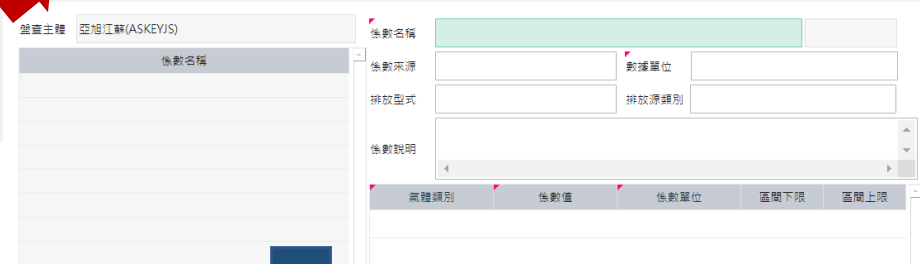 盤查主體 亞旭江蘇(ASKEYJS)
係數名稱
係數名稱
係數來源 數據單位
排放型式 排放源類別
係數說明
氣體類別 係數值 係數單位 區間下限 區間上限